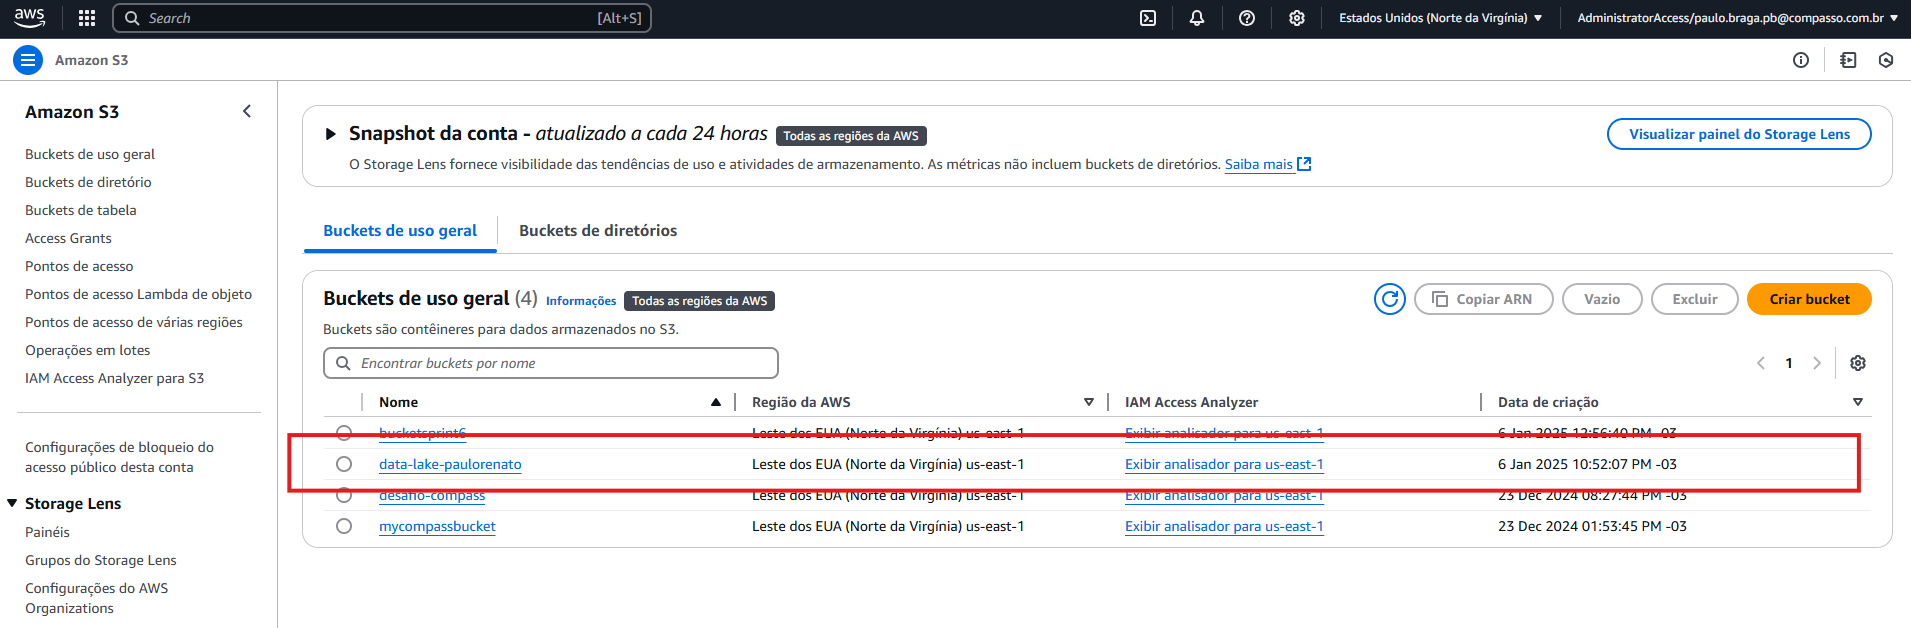 aws Search [Alt+S] Estados Unidos (Norte da Virgínia) AdministratorAccess/paulo.braga.pb@compasso.com.br
Amazon S3
Amazon S3
Buckets de uso geral
Buckets de diretório
Buckets de tabela
Access Grants
Pontos de acesso
Pontos de acesso Lambda de objeto
Pontos de acesso de várias regiões
Operações em lotes
IAM Access Analyzer para S3
Configurações de bloqueio do
acesso público desta conta
Storage Lens
Painéis
Grupos do Storage Lens
Configurações do AWS
Organizations
Snapshot da conta - atualizado a cada 24 horas Todas as regiões da AWS Visualizar painel do Storage Lens
O Storage Lens fornece visibilidade das tendências de uso e atividades de armazenamento. As métricas não incluem buckets de diretórios. Saiba mais
Buckets de uso geral Buckets de diretórios
Buckets de uso geral (4) Informações Todas as regiões da AWS Copiar ARN Vazio Excluir Criar bucket
Buckets são contêineres para dados armazenados no S3.
Encontrar buckets por nome 1
Nome Região da AWS IAM Access Analyzer Data de criação
bucketsprint6 Leste dos EUA (Norte da Virgínia) us-east-1 Exibir analisador para us-east-1 6 Jan 2025 12:56:40 PM -03
data-lake-paulorenato Leste dos EUA (Norte da Virgínia) us-east-1 Exibir analisador para us-east-1 6 Jan 2025 10:52:07 PM -03
desafio-compass Leste dos EUA (Norte da Virgínia) us-east-1 Exibir analisador para us-east-1 23 Dec 2024 08:27:44 PM -03
mycompassbucket Leste dos EUA (Norte da Virgínia) us-east-1 Exibir analisador para us-east-1 23 Dec 2024 01:53:45 PM -03